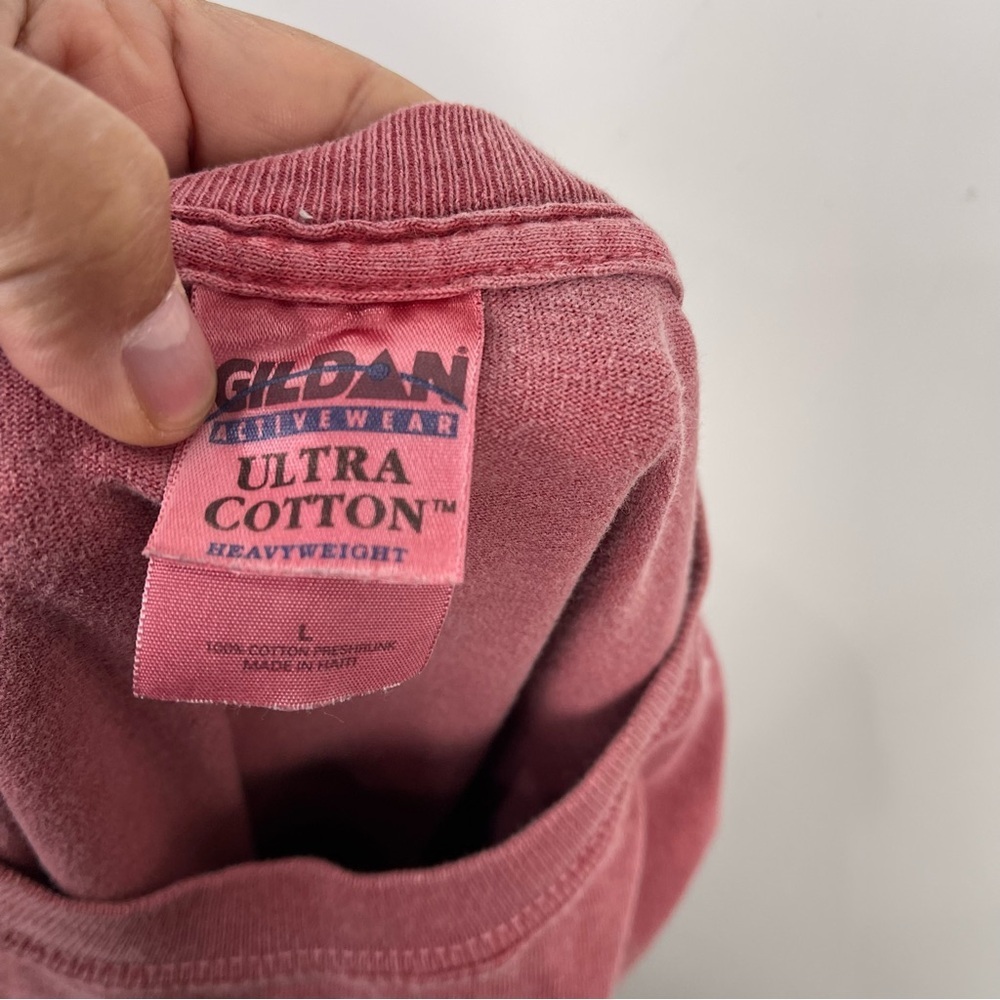 GILDAN®
ACTIVEWEAR
ULTRA
COTTON™
HEAVYWEIGHT
L
100% COTTON PRESHRUNK
MADE IN HAITI